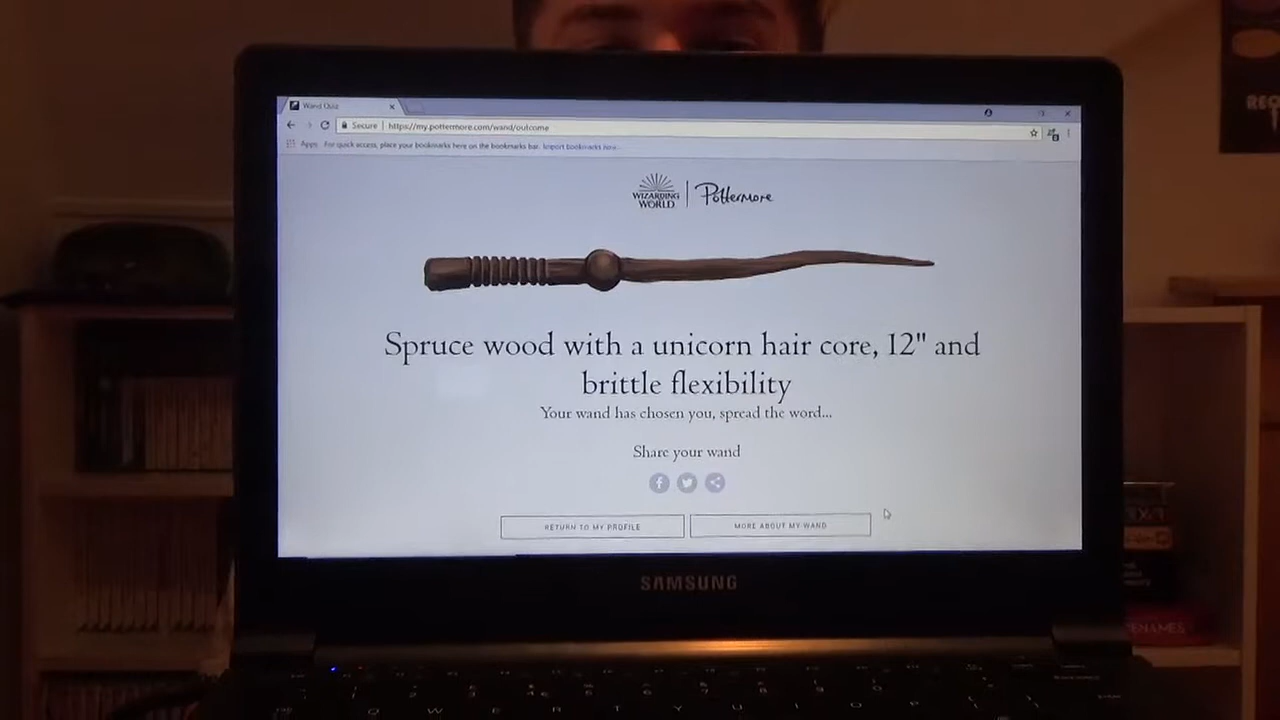 Wand Quiz
Secure
https://my.pottermore.com/wand/outcome
Apps For quick access, place your bookmarks here on the bookmarks bar. Import bookmarks here...
WIZARDING
WORLD
Pottermore
Spruce wood with a unicorn hair core, 12" and
brittle flexibility
Your wand has chosen you, spread the word...
Share your wand
RETURN TO MY PROFILE
MORE ABOUT MY WAND
SAMSUNG
Q W E R T Y U I O P